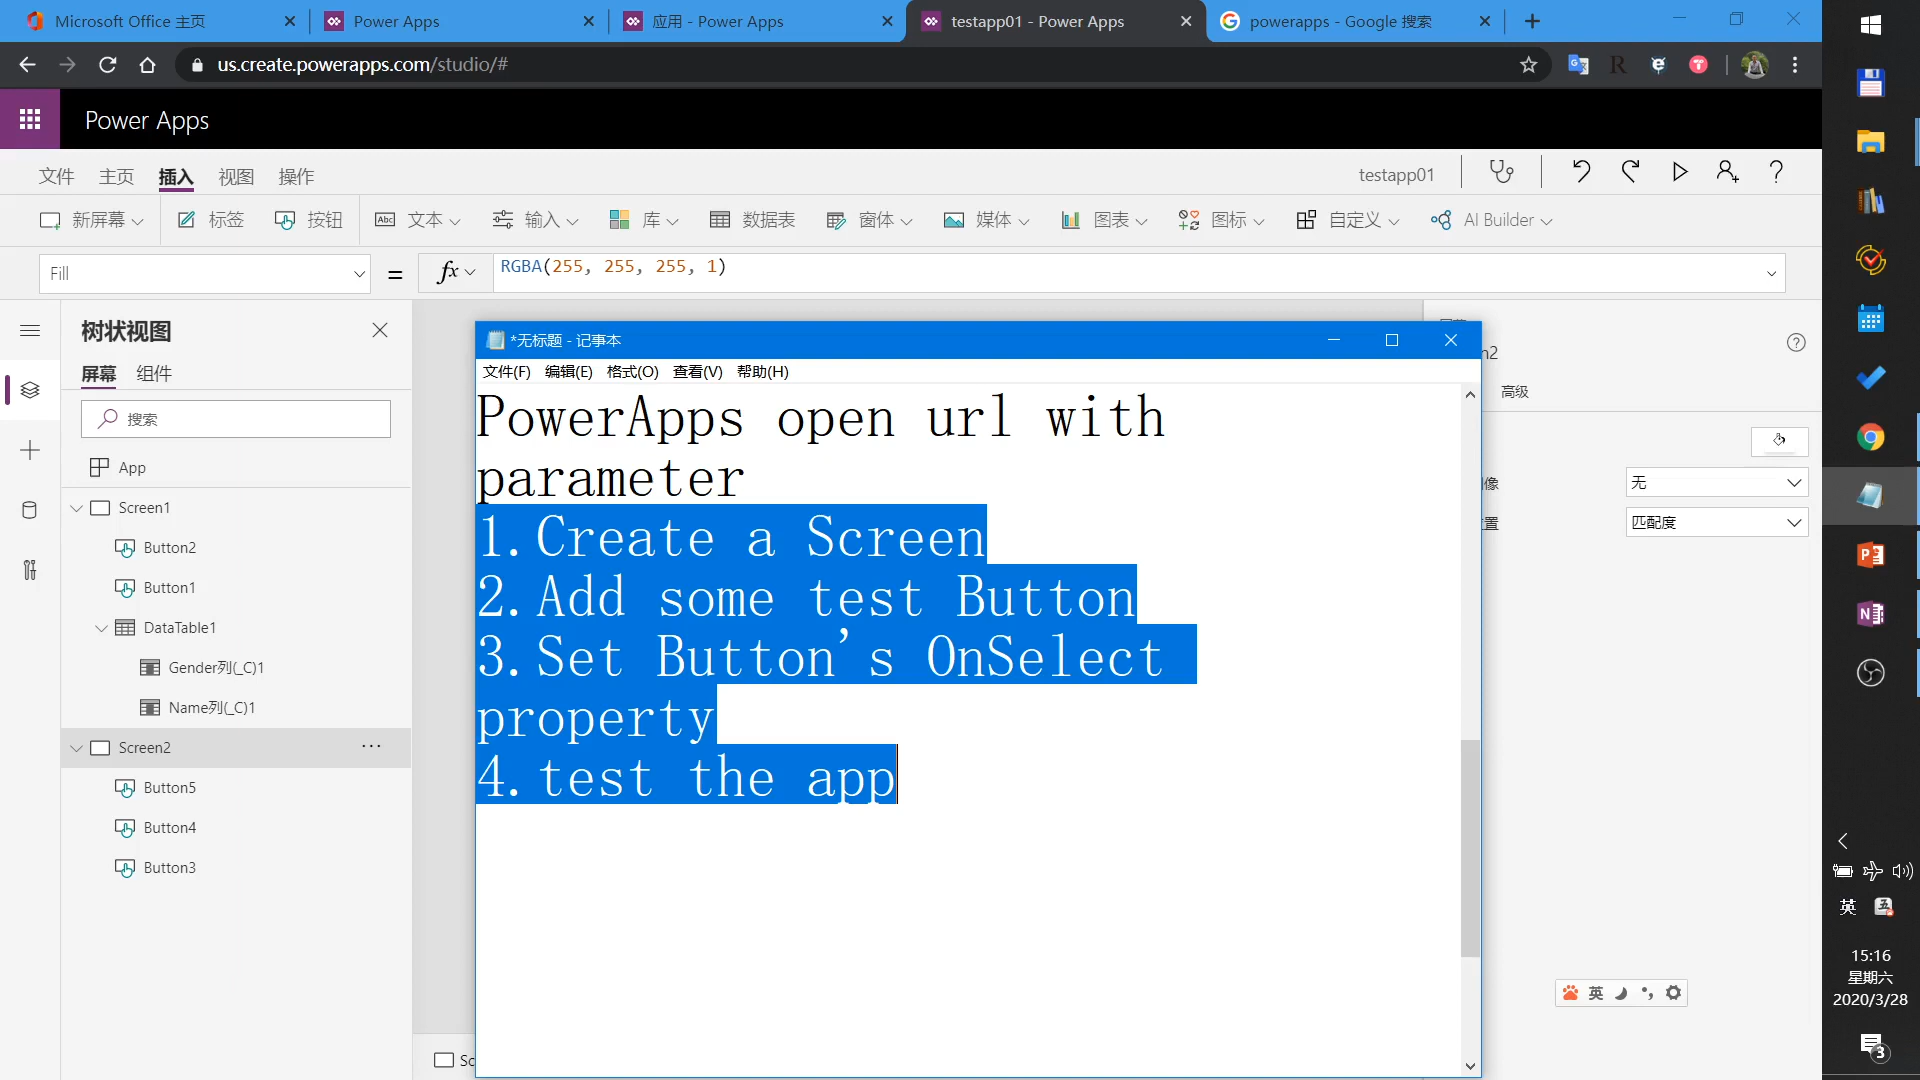 Microsoft Office 主页
Power Apps
应用 - Power Apps
testapp01 - Power Apps
powerapps - Google 搜索
us.create.powerapps.com/studio/#
Power Apps
文件 主页 插入 视图 操作
testapp01
新屏幕 标签 按钮 文本 输入 库 数据表 窗体 媒体 图表 图标 自定义 AI Builder
Fill
= fx RGBA(255, 255, 255, 1)
树状视图
屏幕 组件
搜索
App
Screen1
Button2
Button1
DataTable1
Gender列(_C)1
Name列(_C)1
Screen2
Button5
Button4
Button3
*无标题 - 记事本
文件(F) 编辑(E) 格式(O) 查看(V) 帮助(H)
PowerApps open url with
parameter
1.Create a Screen
2.Add some test Button
3.Set Button's OnSelect
property
4.test the app
n2
高级
像 无
置 匹配度
Sc
英
英
15:16
星期六
2020/3/28
3